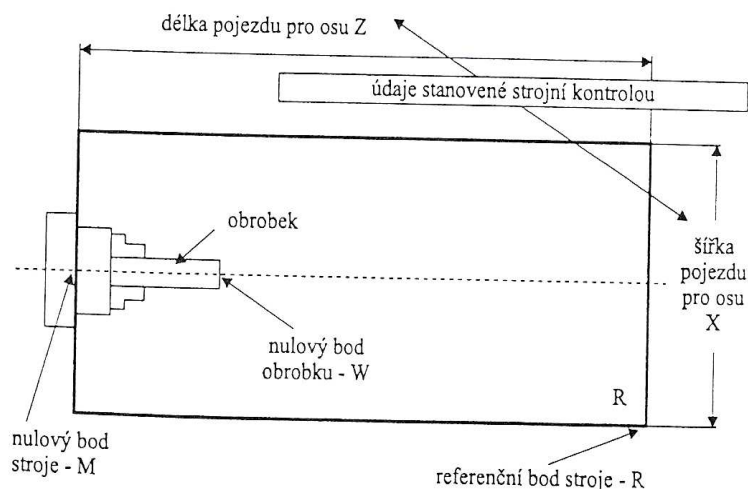 délka pojezdu pro osu Z
údaje stanovené strojní kontrolou
obrobek
šířka
pojezdu
pro osu
X
nulový bod
obrobku - W
R
nulový bod
stroje - M
referenční bod stroje - R